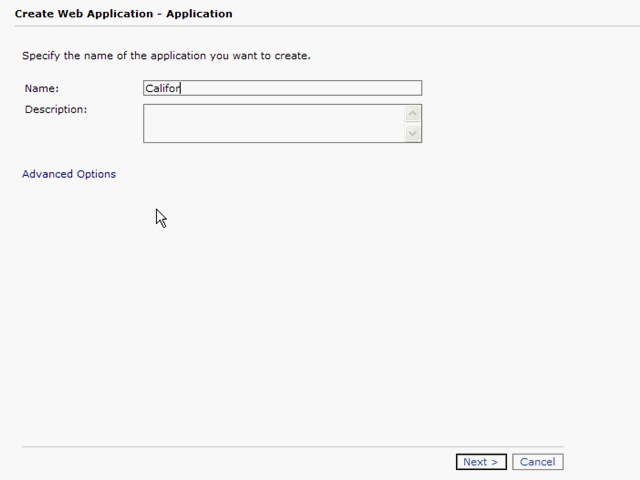 Create Web Application - Application
Specify the name of the application you want to create.
Name: Califor
Description:
Advanced Options
Next > Cancel